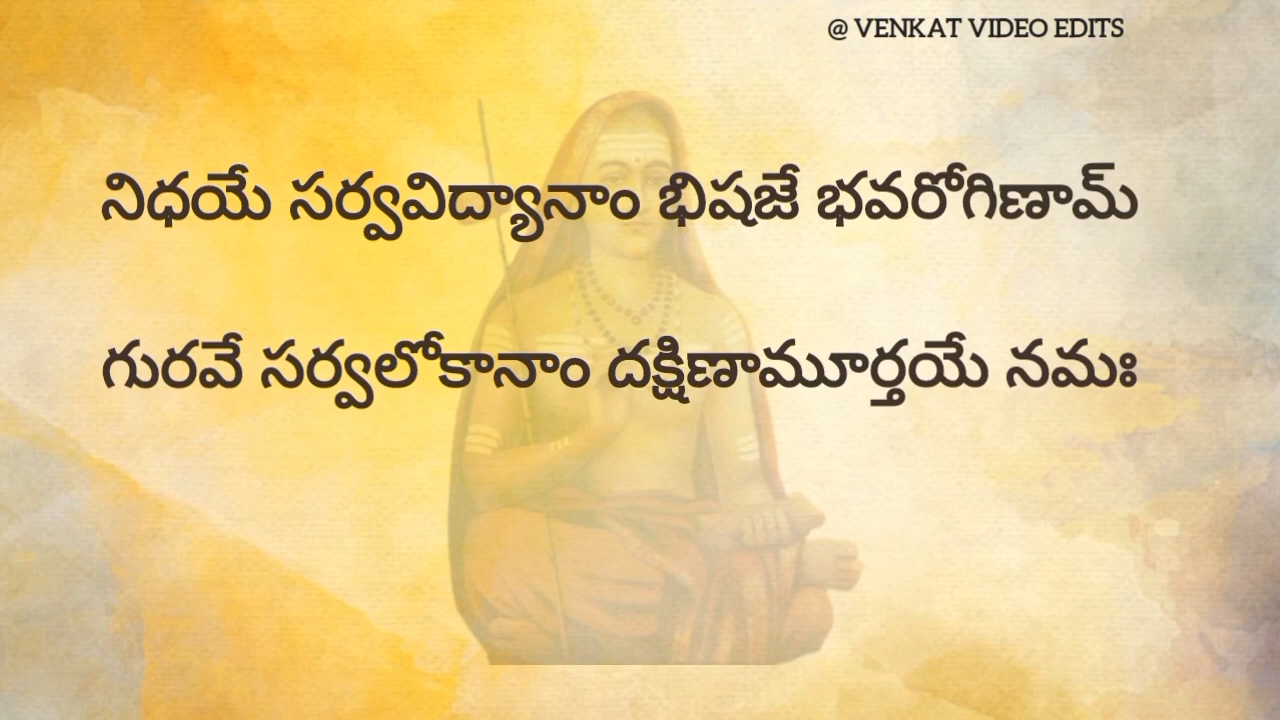 @ VENKAT VIDEO EDITS
నిధయే సర్వవిద్యానాం భిషజే భవరోగిణామ్
గురవే సర్వలోకానాం దక్షిణామూర్తయే నమః